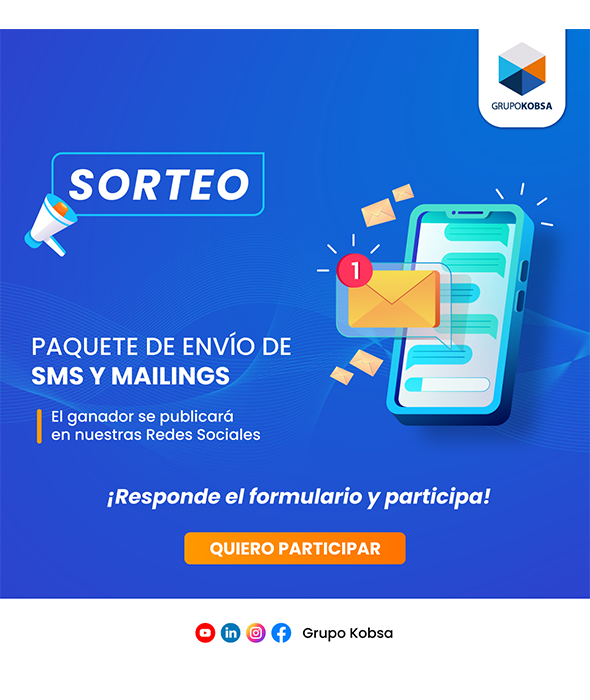 GRUPOKOBSA
SORTEO
1
PAQUETE DE ENVÍO DE
SMS Y MAILINGS
El ganador se publicará
en nuestras Redes Sociales
¡Responde el formulario y participa!
QUIERO PARTICIPAR
Grupo Kobsa